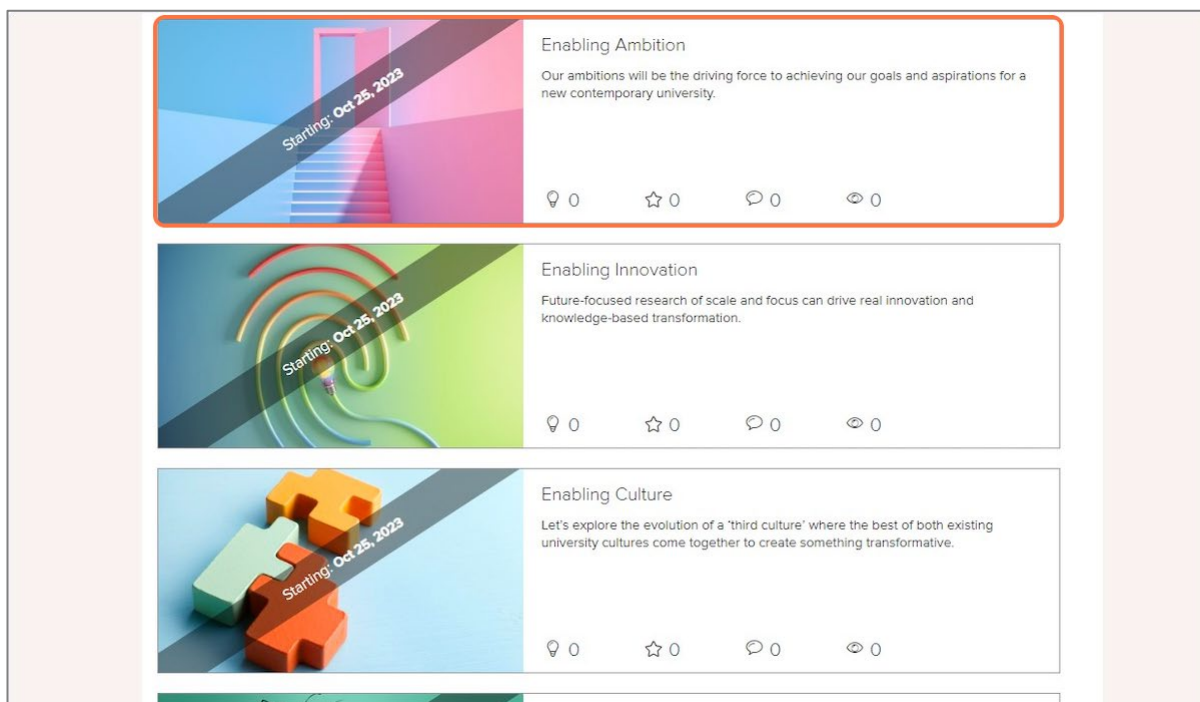 Starting: Oct 25, 2023
Enabling Ambition
Our ambitions will be the driving force to achieving our goals and aspirations for a
new contemporary university.
0 0 0 0
Starting: Oct 25, 2023
Enabling Innovation
Future-focused research of scale and focus can drive real innovation and
knowledge-based transformation.
0 0 0 0
Starting: Oct 25, 2023
Enabling Culture
Let's explore the evolution of a 'third culture' where the best of both existing
university cultures come together to create something transformative.
0 0 0 0